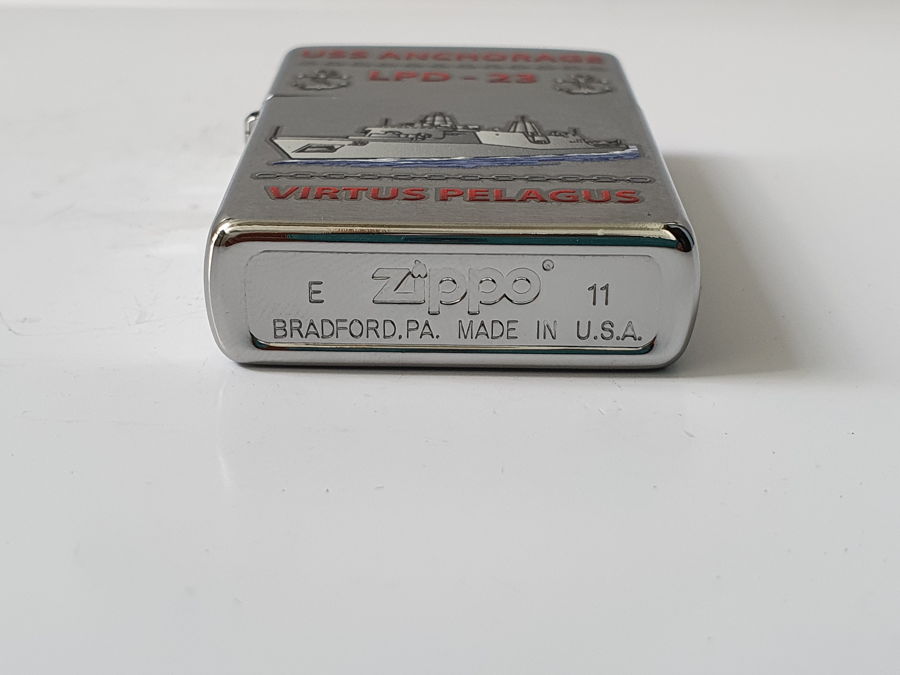 USS ANCHORAGE
LPD - 23
VIRTUS PELAGUS
E zippo® 11
BRADFORD,PA. MADE IN U.S.A.